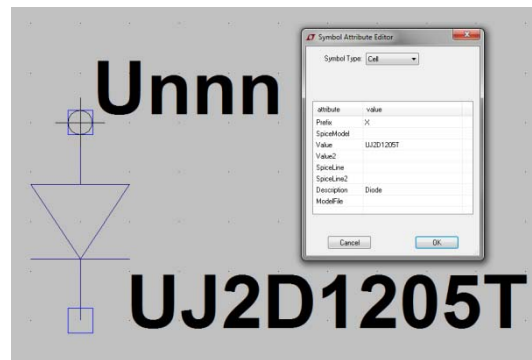 Unnn
UJ2D1205T
Symbol Attribute Editor
Symbol Type: Cell
attribute value
Prefix X
SpiceModel
Value UJ2D1205T
Value2
SpiceLine
SpiceLine2
Description Diode
ModelFile
Cancel OK